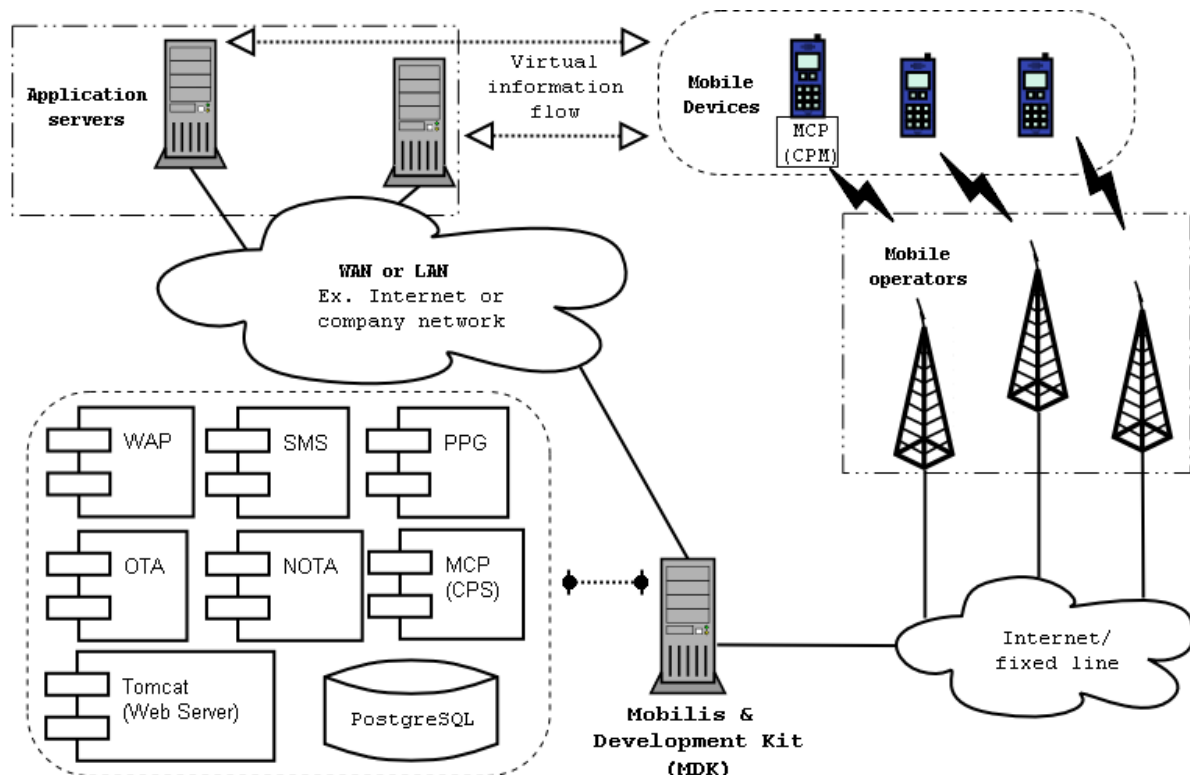 Application
servers
Virtual
information
flow
Mobile
Devices
MCP
(CPM)
WAN or LAN
Ex. Internet or
company network
Mobile
operators
WAP
SMS
PPG
OTA
NOTA
MCP
(CPS)
Tomcat
(Web Server)
PostgreSQL
Internet/
fixed line
Mobilis &
Development Kit
(MDK)